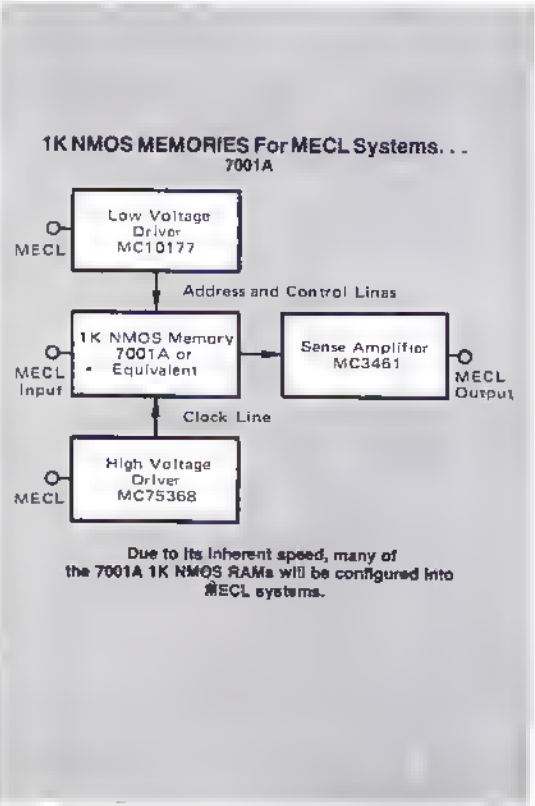 1K NMOS MEMORIES For MECL Systems. . .
7001A
Low Voltage
Driver
MC10177
MECL
Address and Control Lines
1K NMOS Memory
7001A or
Equivalent
MECL
Input
Sense Amplifier
MC3461
MECL
Output
Clock Line
High Voltage
Driver
MC75368
MECL
Due to its inherent speed, many of
the 7001A 1K NMOS RAMs will be configured into
MECL systems.